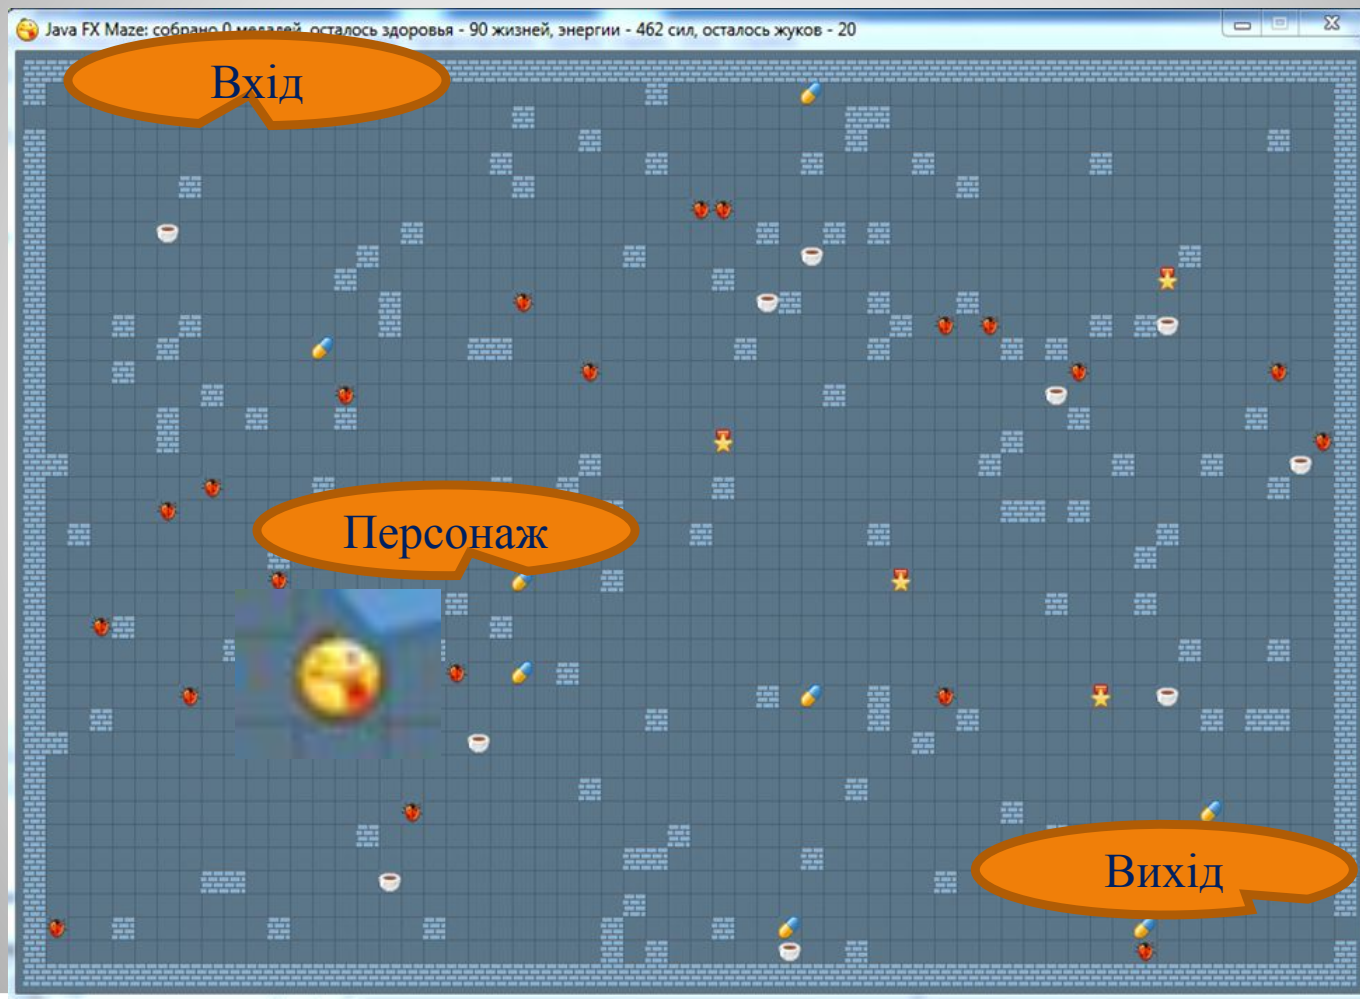 Java FX Maze: собрано 0 медалей, осталось здоровья - 90 жизней, энергии - 462 сил, осталось жуков - 20
Вхід
Персонаж
Вихід